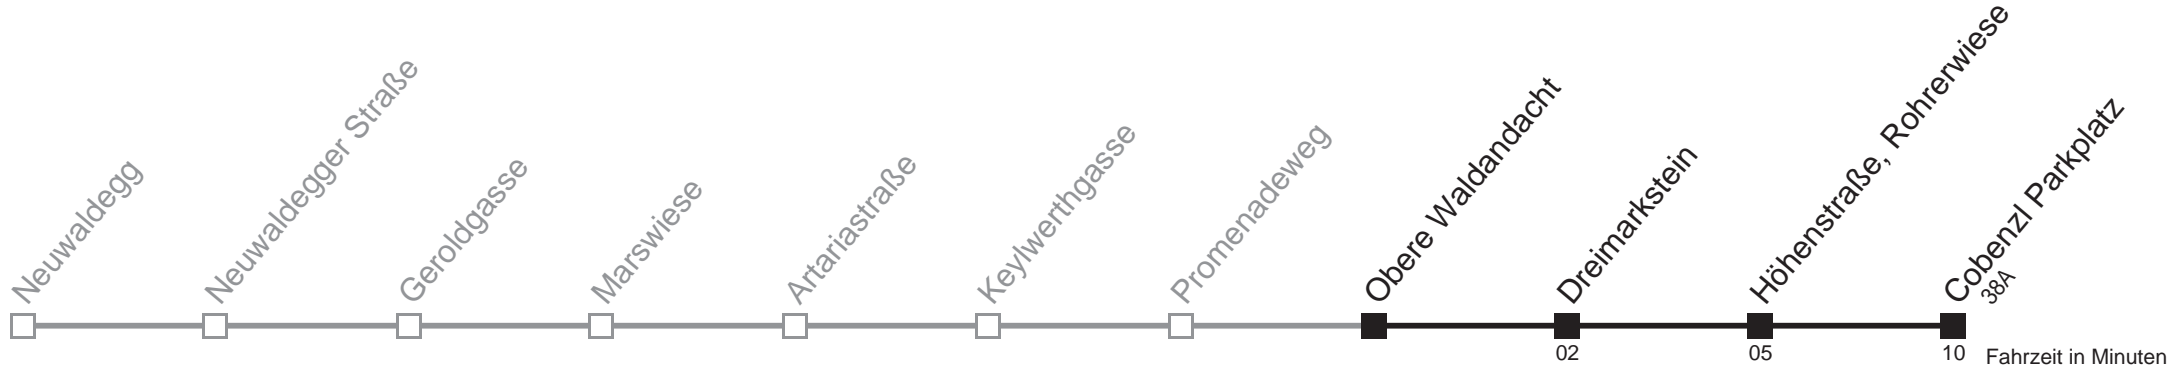 Neuwaldegg
Neuwaldegger Straße
Geroldgasse
Marswiese
Artariastraße
Keylwerthgasse
Promenadeweg
Obere Waldandacht
Dreimarkstein
Höhenstraße, Rohrerwiese
Cobenzl Parkplatz
38A
02
05
10
Fahrzeit in Minuten